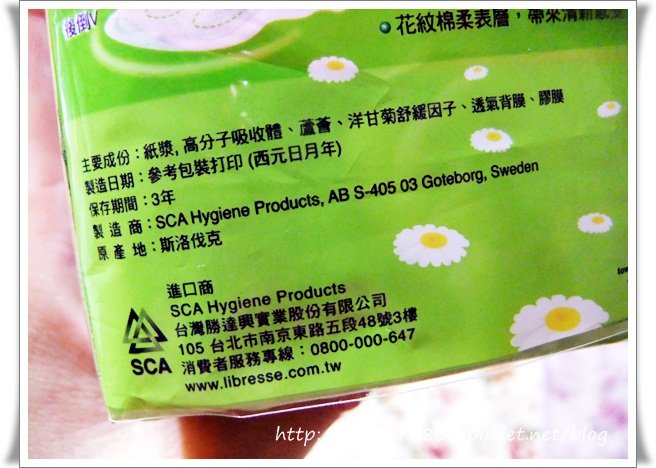 後倒V
花紋棉柔表層，帶來清新
主要成份：紙漿, 高分子吸收體、蘆薈、洋甘菊舒緩因子、透氣背膜、膠膜
製造日期：參考包裝打印 (西元日月年)
保存期間：3年
製 造 商：SCA Hygiene Products, AB S-405 03 Goteborg, Sweden
原 產 地：斯洛伐克
進口商
SCA Hygiene Products
台灣勝達興實業股份有限公司
105 台北市南京東路五段48號3樓
消費者服務專線：0800-000-647
www.libresse.com.tw
SCA